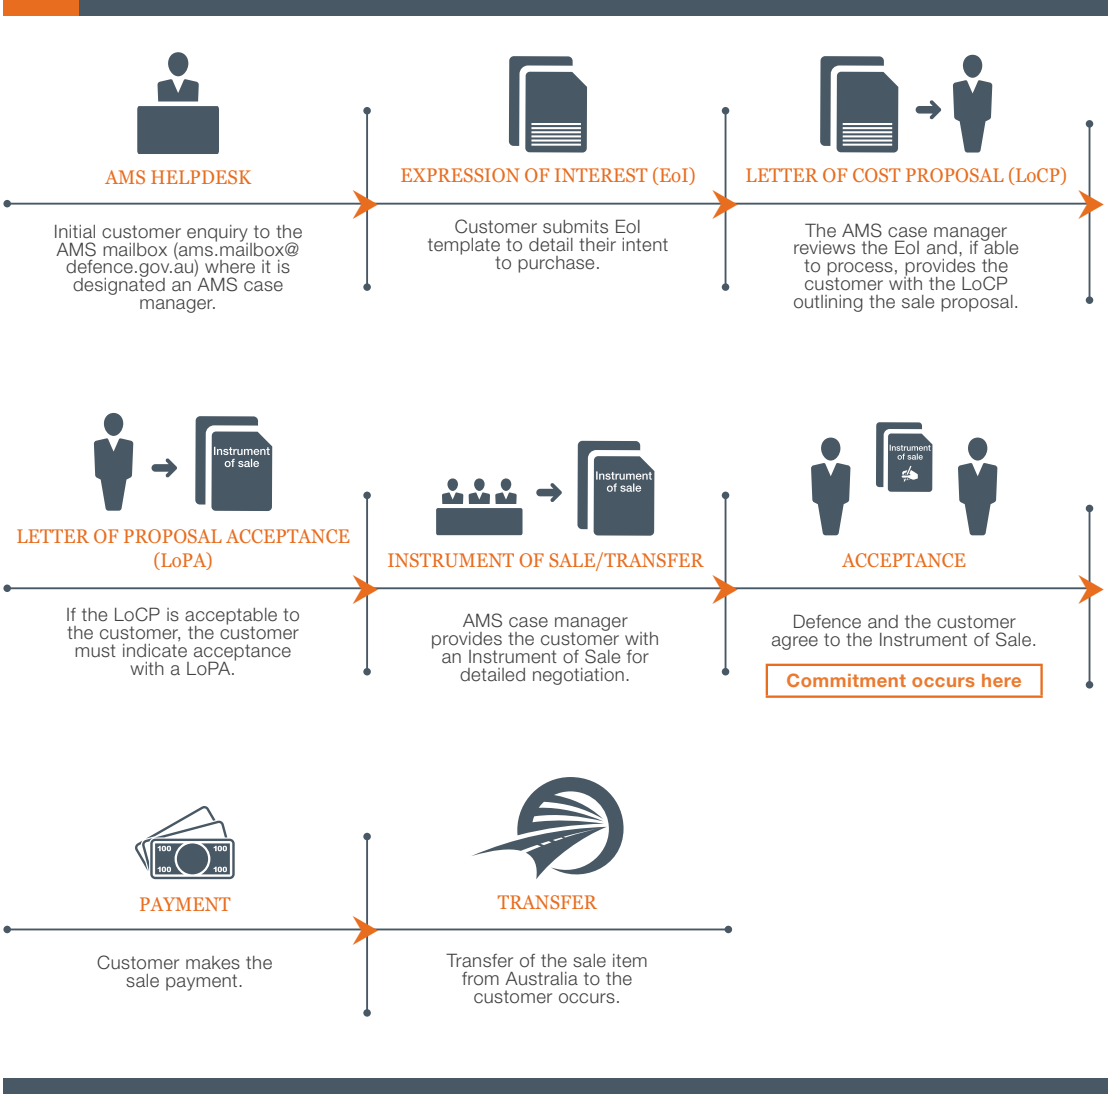 AMS HELPDESK
Initial customer enquiry to the
AMS mailbox (ams.mailbox@
defence.gov.au) where it is
designated an AMS case
manager.
EXPRESSION OF INTEREST (EoI)
Customer submits EoI
template to detail their intent
to purchase.
LETTER OF COST PROPOSAL (LoCP)
The AMS case manager
reviews the EoI and, if able
to process, provides the
customer with the LoCP
outlining the sale proposal.
Instrument
of sale
LETTER OF PROPOSAL ACCEPTANCE
(LoPA)
If the LoCP is acceptable to
the customer, the customer
must indicate acceptance
with a LoPA.
Instrument
of sale
INSTRUMENT OF SALE/TRANSFER
AMS case manager
provides the customer with
an Instrument of Sale for
detailed negotiation.
Instrument
of sale
ACCEPTANCE
Defence and the customer
agree to the Instrument of Sale.
Commitment occurs here
100 100
100 100
PAYMENT
Customer makes the
sale payment.
TRANSFER
Transfer of the sale item
from Australia to the
customer occurs.